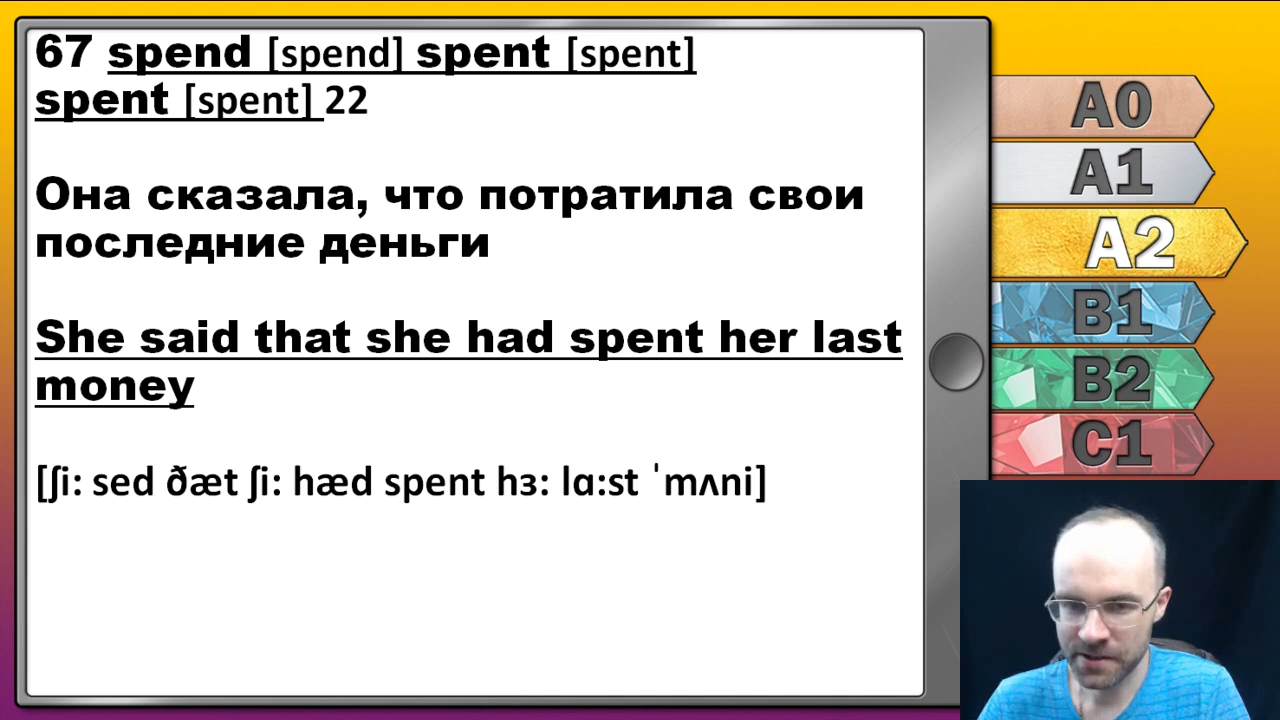 67 spend [spend] spent [spent]
spent [spent] 22
Она сказала, что потратила свои
последние деньги
She said that she had spent her last
money
[ʃi: sed ðæt ʃi: hæd spent hɜ: lɑ:st ˈmʌni]
A0
A1
A2
B1
B2
C1